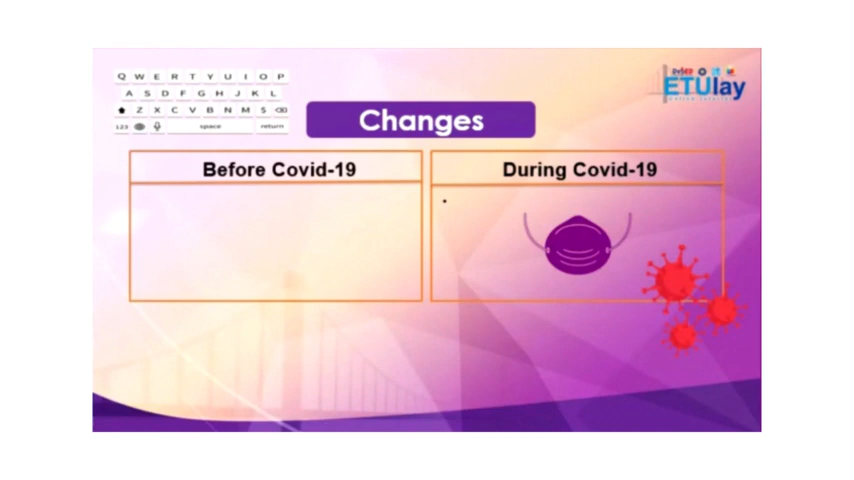 Q W E R T Y U I O P
A S D F G H J K L
Z X C V B N M S
123 space return
ETUlay
Changes
Before Covid-19
During Covid-19